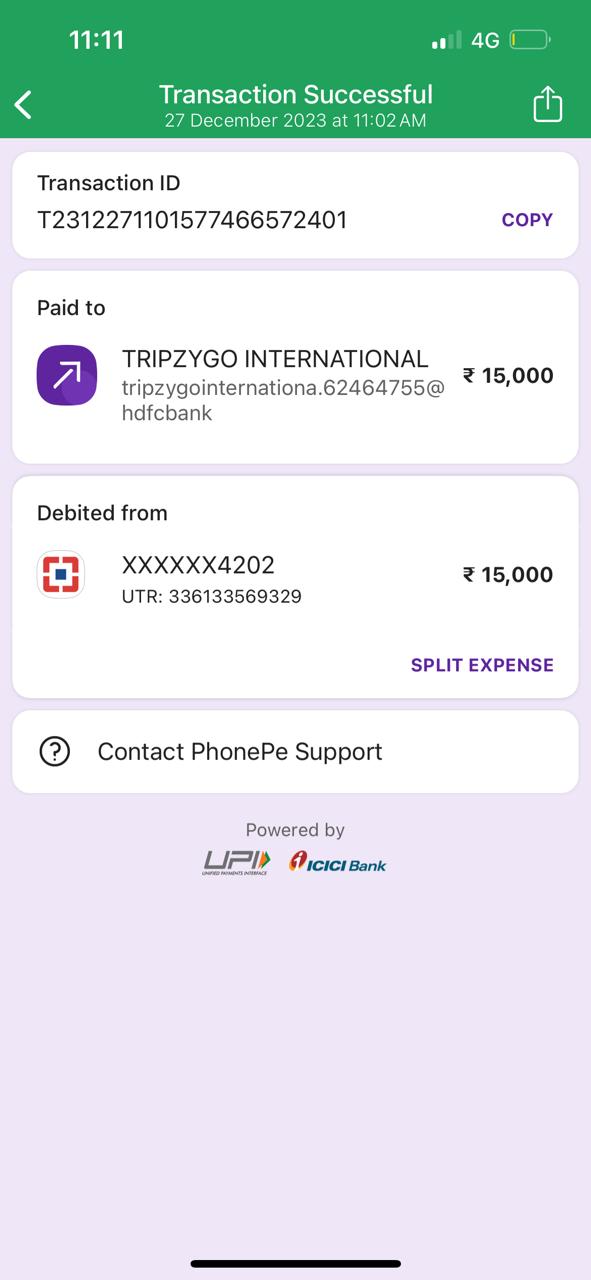 11:11
4G
Transaction Successful
27 December 2023 at 11:02 AM
Transaction ID
T2312271101577466572401
COPY
Paid to
TRIPZYGO INTERNATIONAL
tripzygointernationa.62464755@
hdfcbank
₹ 15,000
Debited from
XXXXXX4202
₹ 15,000
UTR: 336133569329
SPLIT EXPENSE
Contact PhonePe Support
Powered by
UPI
UNIFIED PAYMENTS INTERFACE
ICICI Bank